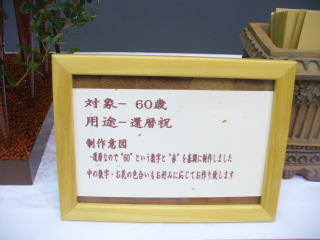 対象－60歳
用途－還暦祝
制作意図
・還暦なので"60"という数字と"赤"を基調に制作しました
中の数字・お花の色合いもお好みに応じてお作り致します